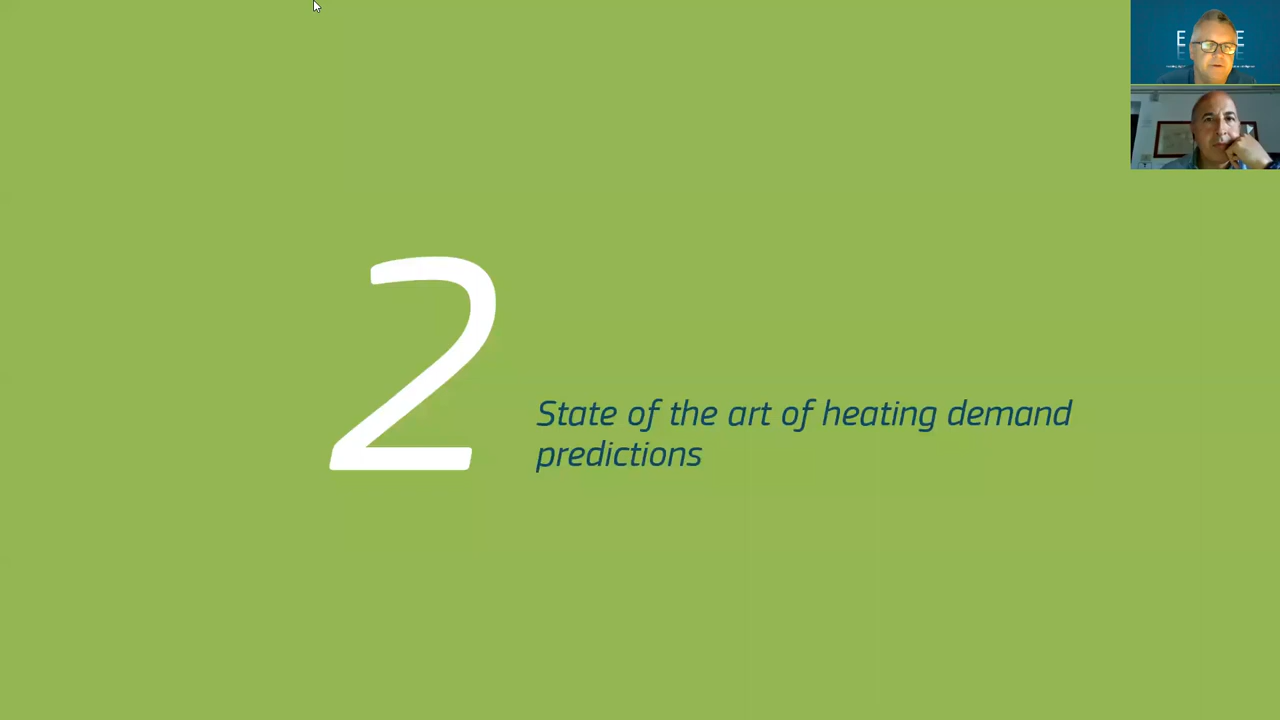 2
State of the art of heating demand
predictions